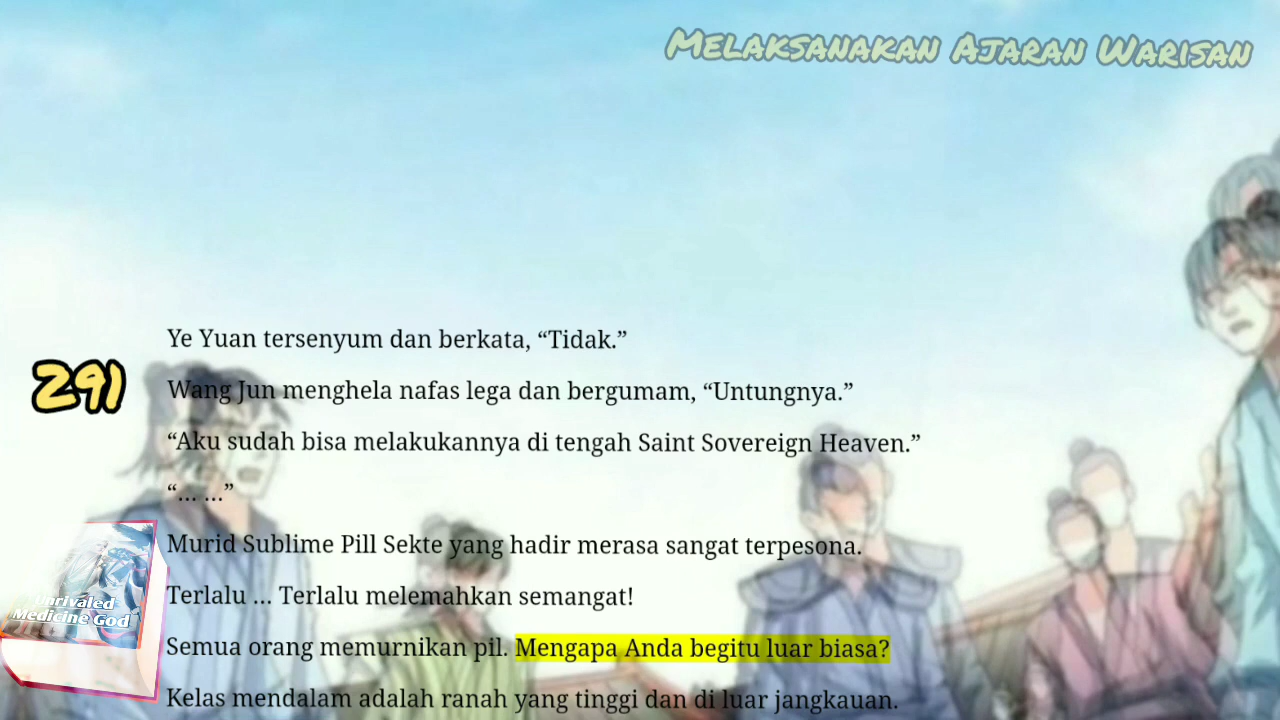 Melaksanakan Ajaran Warisan
Ye Yuan tersenyum dan berkata, “Tidak.”
291
Wang Jun menghela nafas lega dan bergumam, “Untungnya.”
“Aku sudah bisa melakukannya di tengah Saint Sovereign Heaven.”
“... ...”
Murid Sublime Pill Sekte yang hadir merasa sangat terpesona.
Terlalu ... Terlalu melemahkan semangat!
Unrivaled
Medicine God
Semua orang memurnikan pil. Mengapa Anda begitu luar biasa?
Kelas mendalam adalah ranah yang tinggi dan di luar jangkauan.